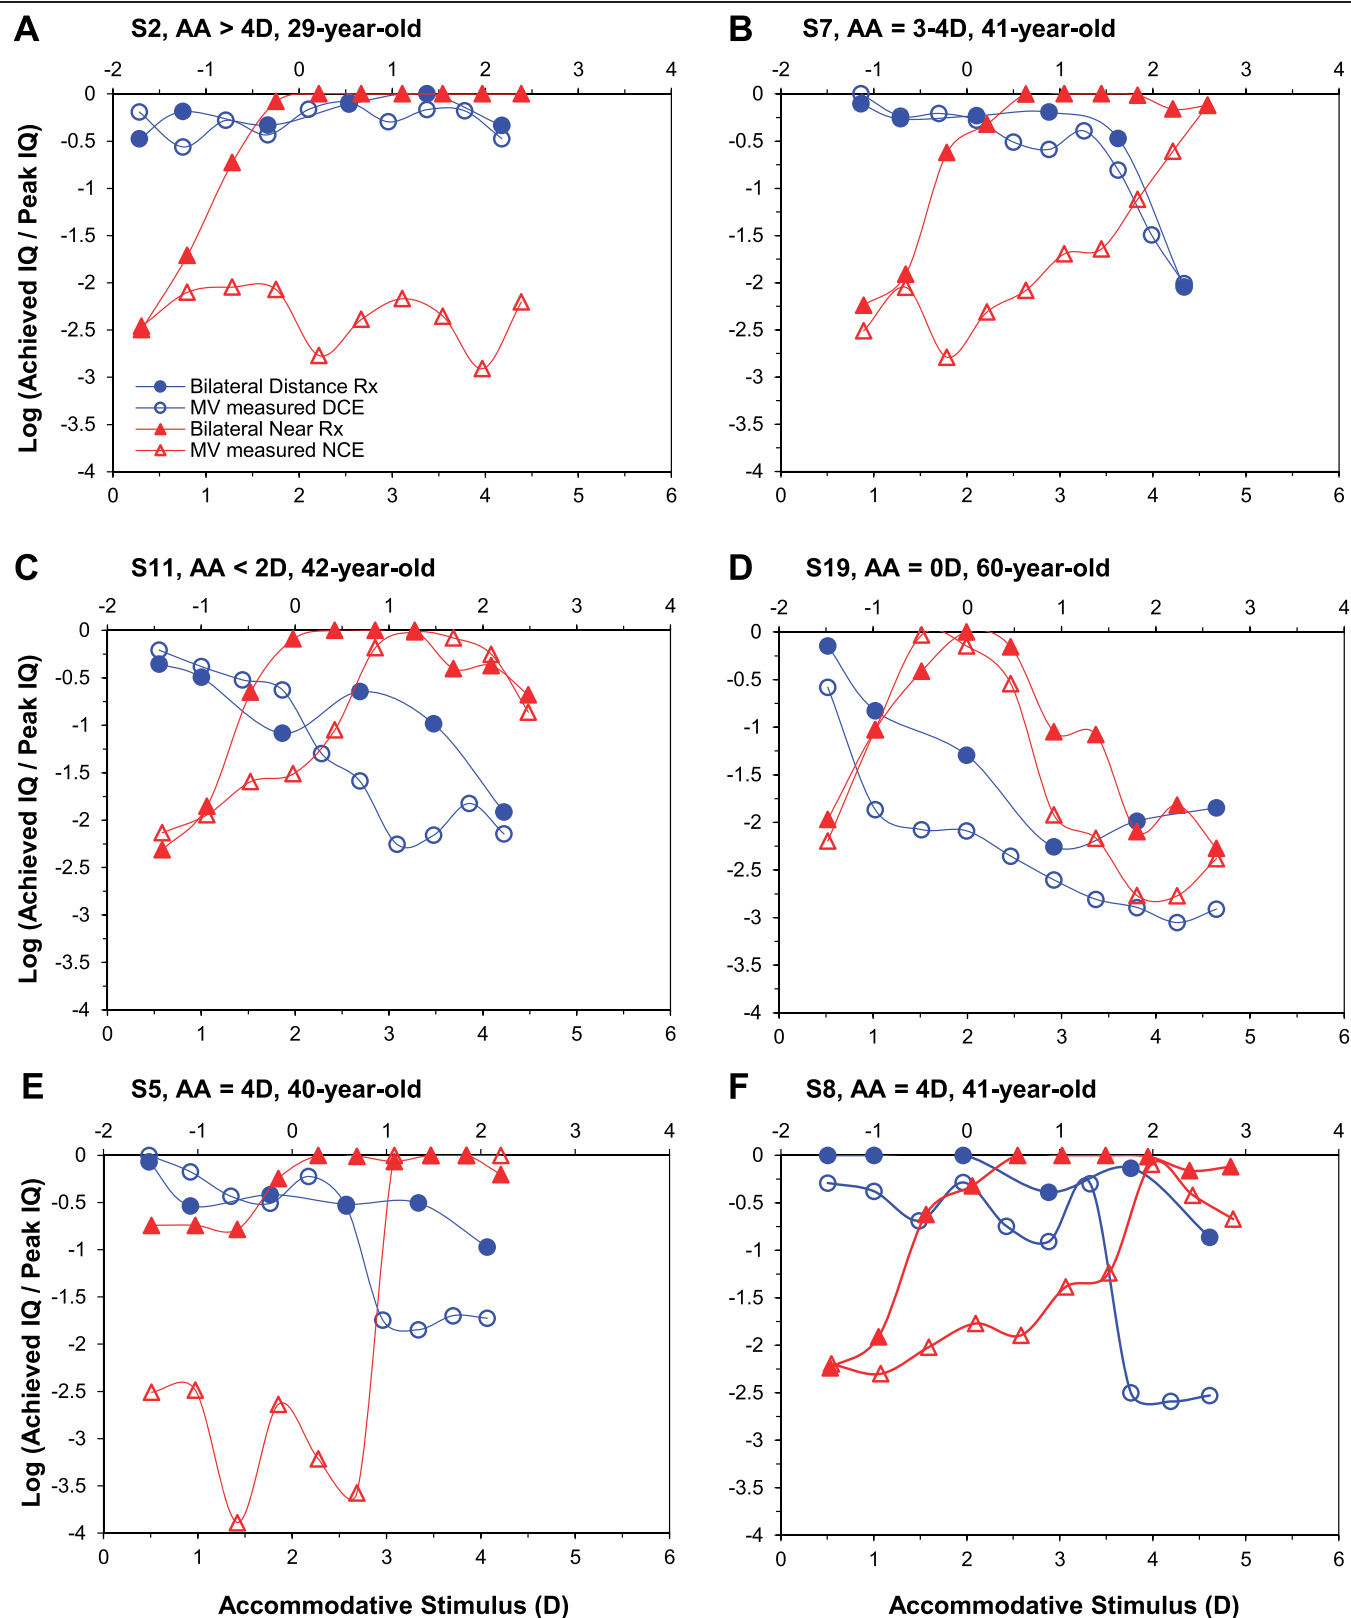 A
S2, AA > 4D, 29-year-old
-2 -1 0 1 2 3 4
0
-0.5
-1
-1.5
-2
-2.5
-3
-3.5
-4
Log (Achieved IQ / Peak IQ)
Bilateral Distance Rx
MV measured DCE
Bilateral Near Rx
MV measured NCE
0 1 2 3 4 5 6
B
S7, AA = 3-4D, 41-year-old
-2 -1 0 1 2 3 4
0
-0.5
-1
-1.5
-2
-2.5
-3
-3.5
-4
0 1 2 3 4 5 6
C
S11, AA < 2D, 42-year-old
-2 -1 0 1 2 3 4
0
-0.5
-1
-1.5
-2
-2.5
-3
-3.5
-4
Log (Achieved IQ / Peak IQ)
0 1 2 3 4 5 6
D
S19, AA = 0D, 60-year-old
-2 -1 0 1 2 3 4
0
-0.5
-1
-1.5
-2
-2.5
-3
-3.5
-4
0 1 2 3 4 5 6
E
S5, AA = 4D, 40-year-old
-2 -1 0 1 2 3 4
0
-0.5
-1
-1.5
-2
-2.5
-3
-3.5
-4
Log (Achieved IQ / Peak IQ)
0 1 2 3 4 5 6
Accommodative Stimulus (D)
F
S8, AA = 4D, 41-year-old
-2 -1 0 1 2 3 4
0
-0.5
-1
-1.5
-2
-2.5
-3
-3.5
-4
0 1 2 3 4 5 6
Accommodative Stimulus (D)